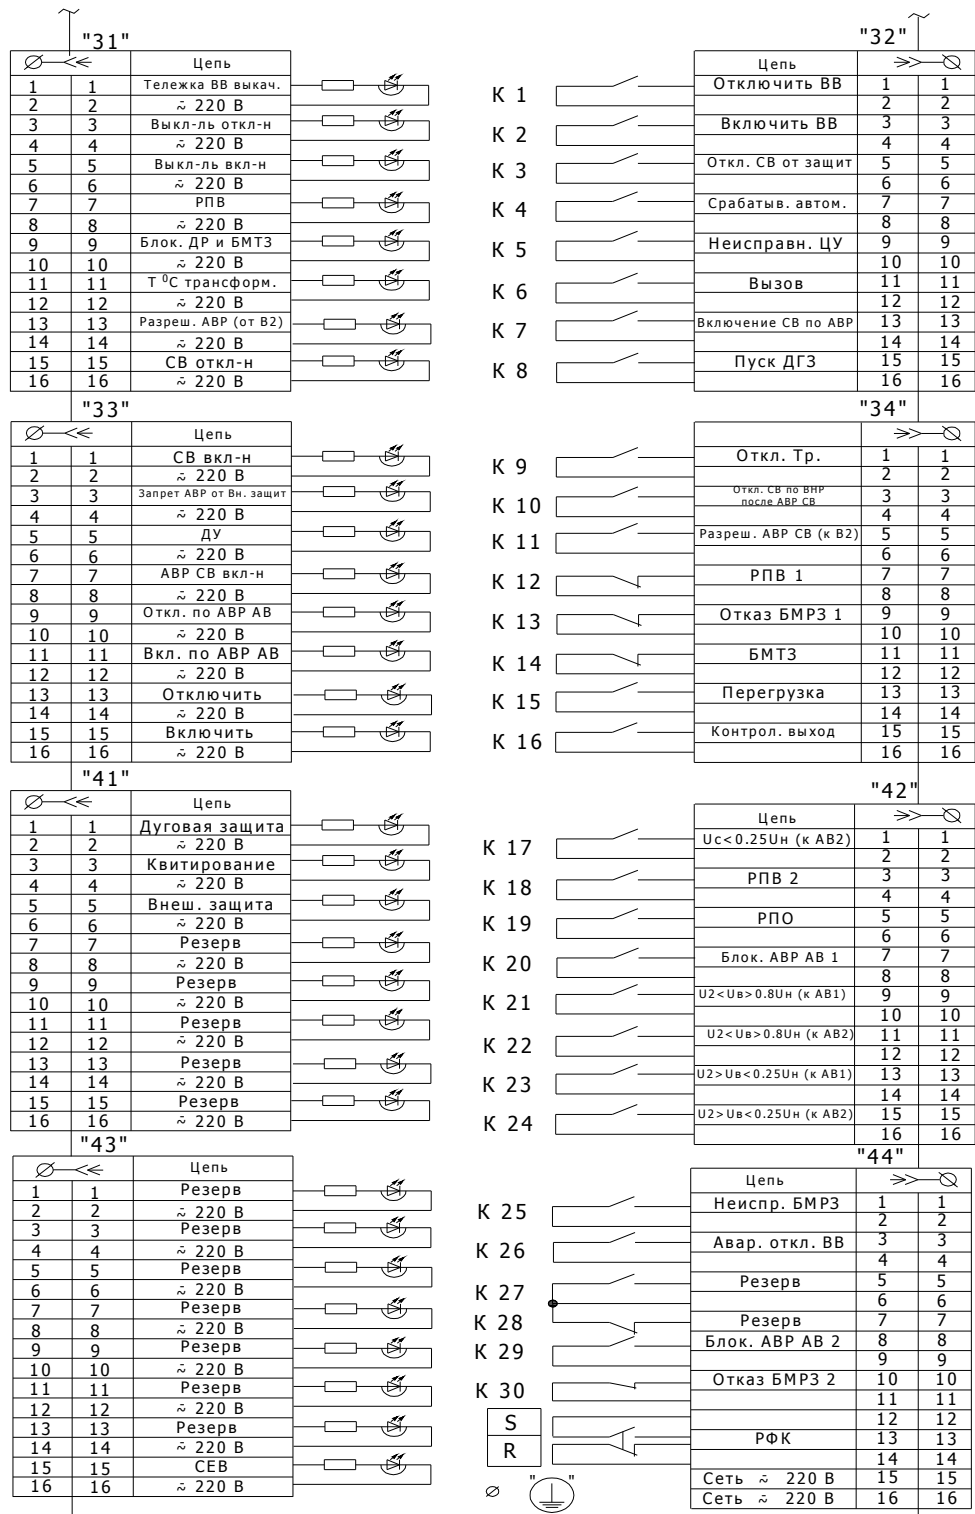 "31"
Цепь
1 1 Тележка ВВ выкач.
2 2 ≂ 220 В
3 3 Выкл-ль откл-н
4 4 ≂ 220 В
5 5 Выкл-ль вкл-н
6 6 ≂ 220 В
7 7 РПВ
8 8 ≂ 220 В
9 9 Блок. ДР и БМТЗ
10 10 ≂ 220 В
11 11 Т ⁰С трансформ.
12 12 ≂ 220 В
13 13 Разреш. АВР (от В2)
14 14 ≂ 220 В
15 15 СВ откл-н
16 16 ≂ 220 В
"32"
Цепь
К 1 Отключить ВВ 1 1
2 2
К 2 Включить ВВ 3 3
4 4
К 3 Откл. СВ от защит 5 5
6 6
К 4 Срабатыв. автом. 7 7
8 8
К 5 Неисправн. ЦУ 9 9
10 10
К 6 Вызов 11 11
12 12
К 7 Включение СВ по АВР 13 13
14 14
К 8 Пуск ДГЗ 15 15
16 16
"33"
Цепь
1 1 СВ вкл-н
2 2 ≂ 220 В
3 3 Запрет АВР от Вн. защит
4 4 ≂ 220 В
5 5 ДУ
6 6 ≂ 220 В
7 7 АВР СВ вкл-н
8 8 ≂ 220 В
9 9 Откл. по АВР АВ
10 10 ≂ 220 В
11 11 Вкл. по АВР АВ
12 12 ≂ 220 В
13 13 Отключить
14 14 ≂ 220 В
15 15 Включить
16 16 ≂ 220 В
"34"
К 9 Откл. Тр. 1 1
2 2
К 10 Откл. СВ по ВНР
после АВР СВ 3 3
4 4
К 11 Разреш. АВР СВ (к В2) 5 5
6 6
К 12 РПВ 1 7 7
8 8
К 13 Отказ БМРЗ 1 9 9
10 10
К 14 БМТЗ 11 11
12 12
К 15 Перегрузка 13 13
14 14
К 16 Контрол. выход 15 15
16 16
"41"
Цепь
1 1 Дуговая защита
2 2 ≂ 220 В
3 3 Квитирование
4 4 ≂ 220 В
5 5 Внеш. защита
6 6 ≂ 220 В
7 7 Резерв
8 8 ≂ 220 В
9 9 Резерв
10 10 ≂ 220 В
11 11 Резерв
12 12 ≂ 220 В
13 13 Резерв
14 14 ≂ 220 В
15 15 Резерв
16 16 ≂ 220 В
"42"
Цепь
К 17 Uс<0.25Uн (к АВ2) 1 1
2 2
К 18 РПВ 2 3 3
4 4
К 19 РПО 5 5
6 6
К 20 Блок. АВР АВ 1 7 7
8 8
К 21 U2<Uв>0.8Uн (к АВ1) 9 9
10 10
К 22 U2<Uв>0.8Uн (к АВ2) 11 11
12 12
К 23 U2>Uв<0.25Uн (к АВ1) 13 13
14 14
К 24 U2>Uв<0.25Uн (к АВ2) 15 15
16 16
"43"
Цепь
1 1 Резерв
2 2 ≂ 220 В
3 3 Резерв
4 4 ≂ 220 В
5 5 Резерв
6 6 ≂ 220 В
7 7 Резерв
8 8 ≂ 220 В
9 9 Резерв
10 10 ≂ 220 В
11 11 Резерв
12 12 ≂ 220 В
13 13 Резерв
14 14 ≂ 220 В
15 15 СЕВ
16 16 ≂ 220 В
"44"
Цепь
К 25 Неиспр. БМРЗ 1 1
2 2
К 26 Авар. откл. ВВ 3 3
4 4
К 27 Резерв 5 5
6 6
К 28 Резерв 7 7
К 29 Блок. АВР АВ 2 8 8
9 9
К 30 Отказ БМРЗ 2 10 10
11 11
S 12 12
R РФК 13 13
14 14
Сеть ≂ 220 В 15 15
Сеть ≂ 220 В 16 16
" "